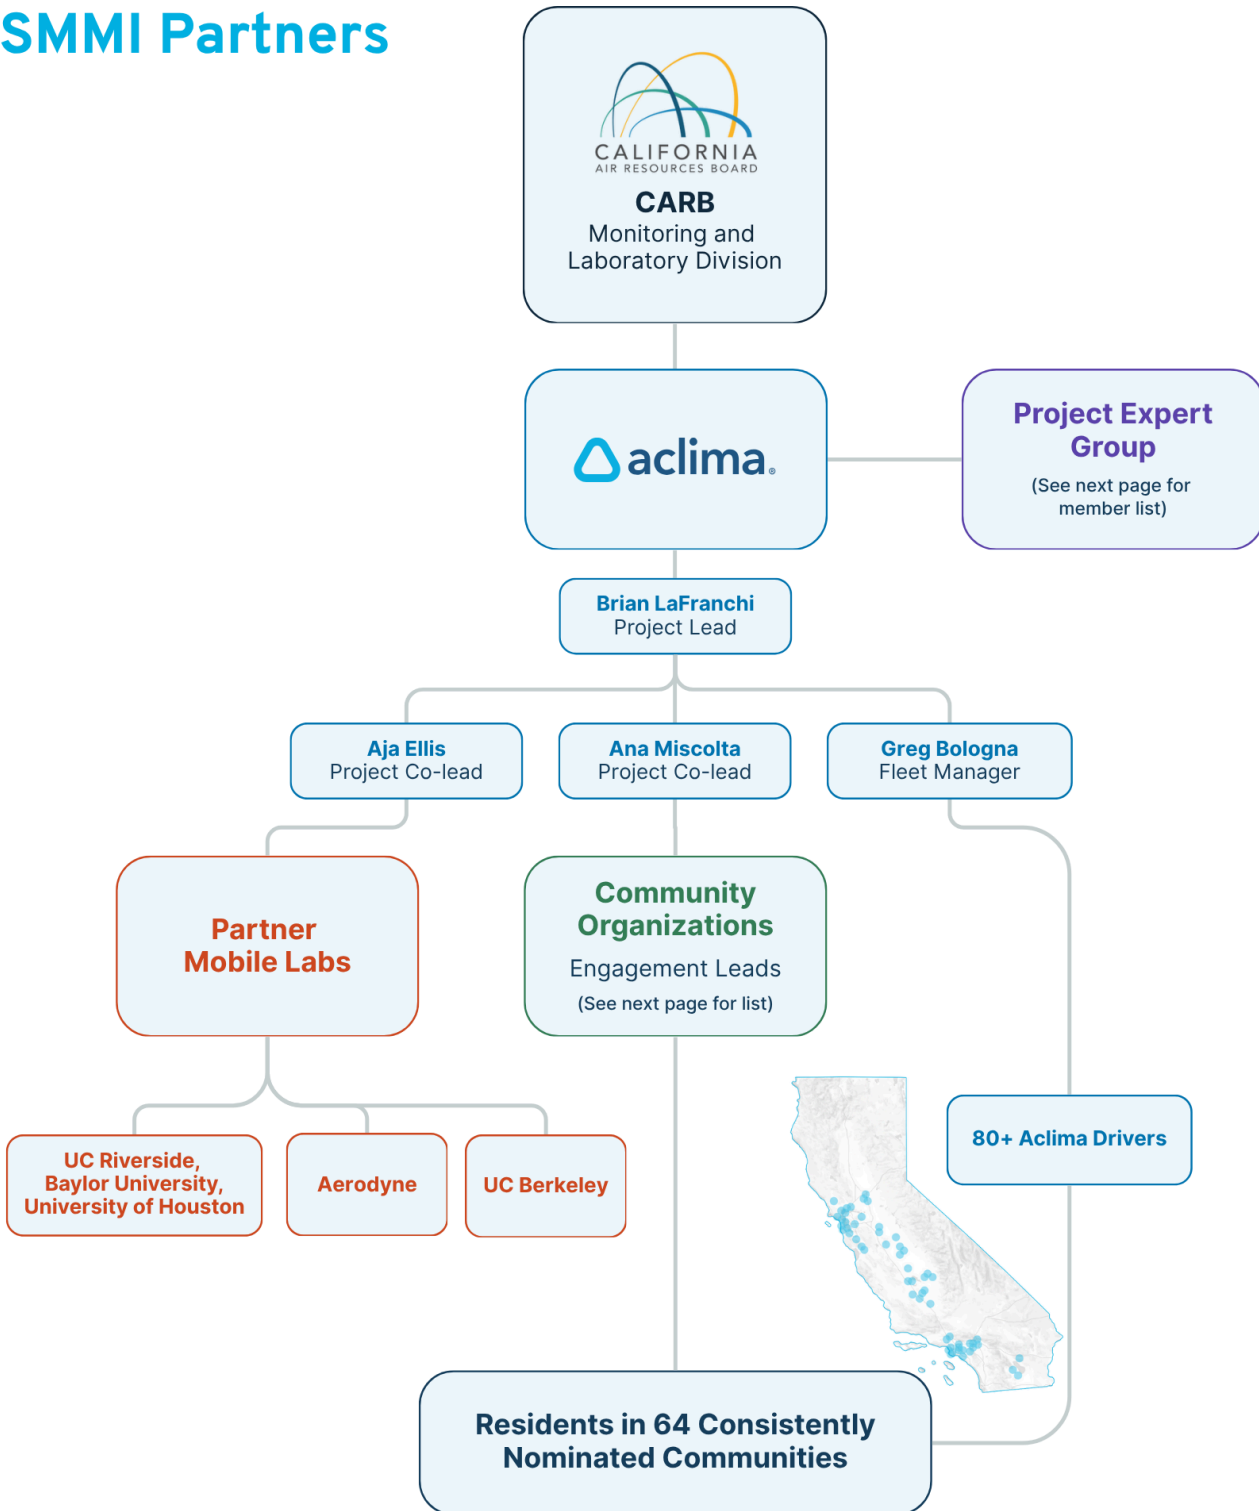 SMMI Partners
CALIFORNIA
AIR RESOURCES BOARD
CARB
Monitoring and
Laboratory Division
aclima®
Project Expert
Group
(See next page for
member list)
Brian LaFranchi
Project Lead
Aja Ellis
Project Co-lead
Ana Miscolta
Project Co-lead
Greg Bologna
Fleet Manager
Partner
Mobile Labs
Community
Organizations
Engagement Leads
(See next page for list)
80+ Aclima Drivers
UC Riverside,
Baylor University,
University of Houston
Aerodyne
UC Berkeley
Residents in 64 Consistently
Nominated Communities